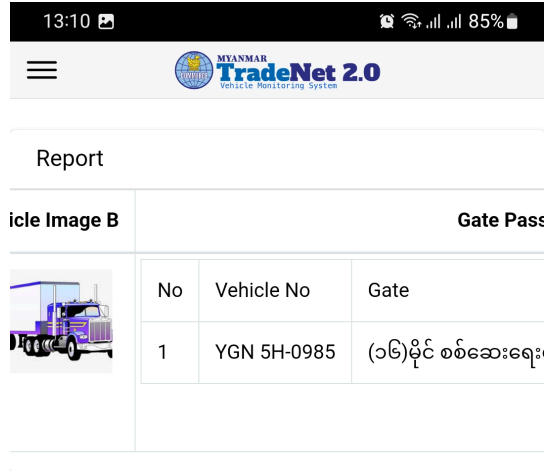 13:10 85%
MYANMAR
TradeNet 2.0
Vehicle Monitoring System
COMMERCE
Report
icle Image B Gate Pass
No Vehicle No Gate
1 YGN 5H-0985 (၁၆)မိုင် စစ်ဆေးရေး